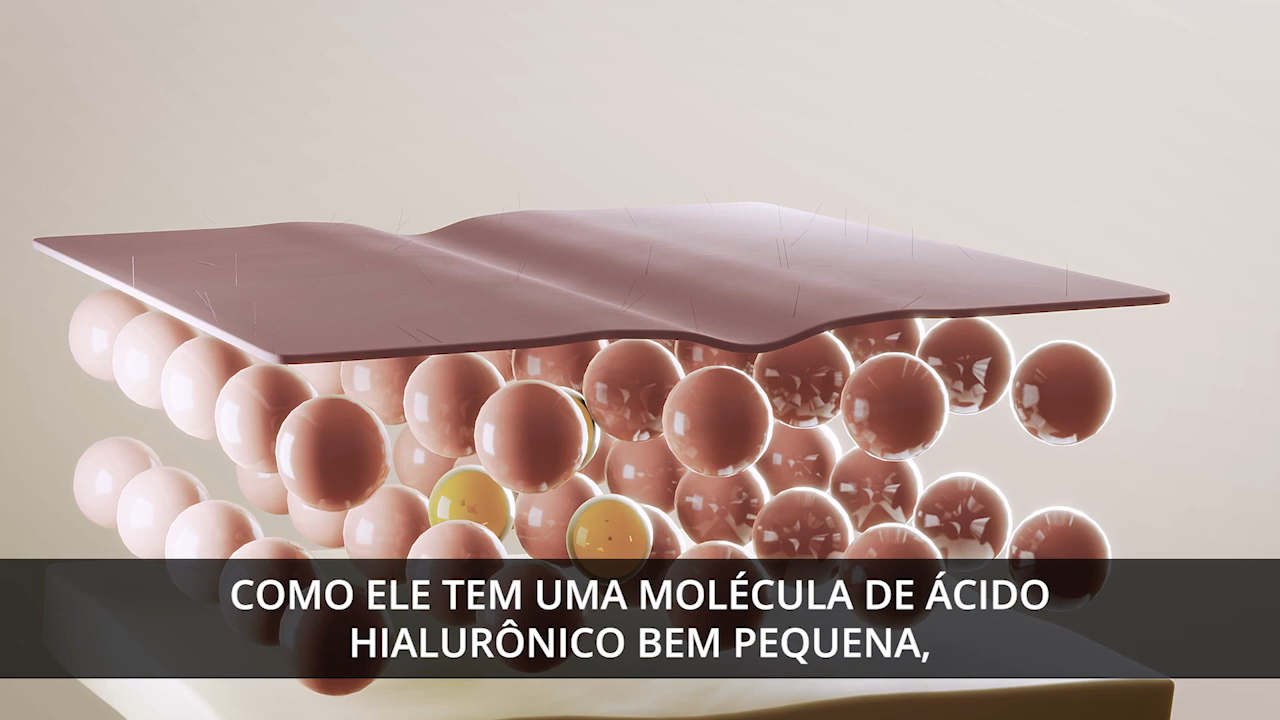 COMO ELE TEM UMA MOLÉCULA DE ÁCIDO
HIALURÔNICO BEM PEQUENA,